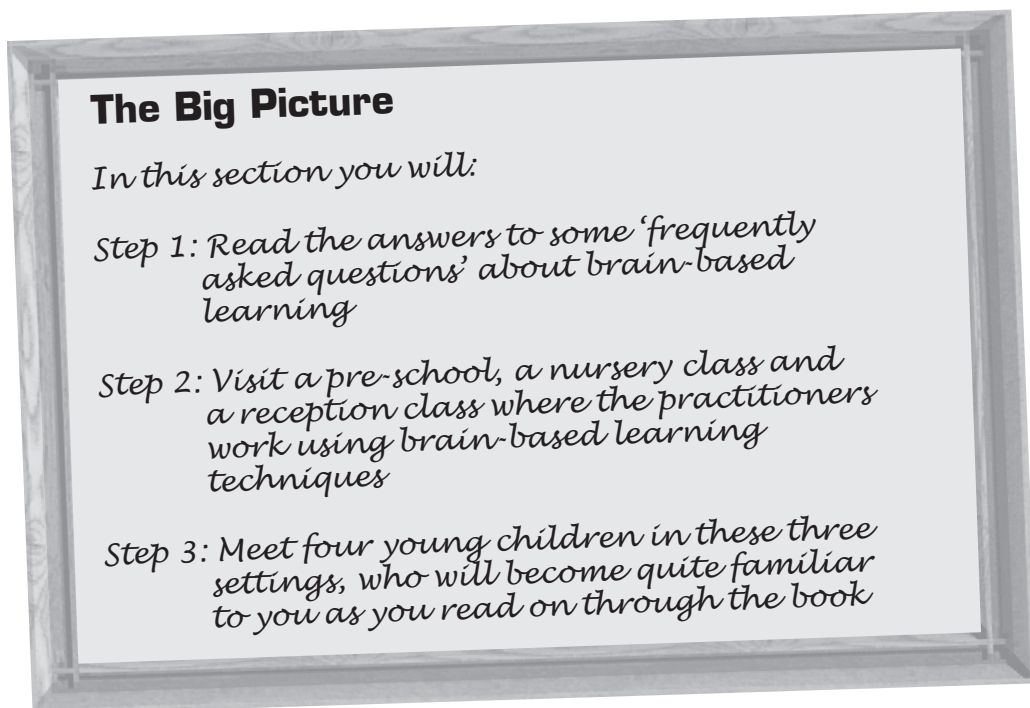 The Big Picture
In this section you will:
Step 1: Read the answers to some ‘frequently
asked questions’ about brain-based
learning
Step 2: Visit a pre-school, a nursery class and
a reception class where the practitioners
work using brain-based learning
techniques
Step 3: Meet four young children in these three
settings, who will become quite familiar
to you as you read on through the book